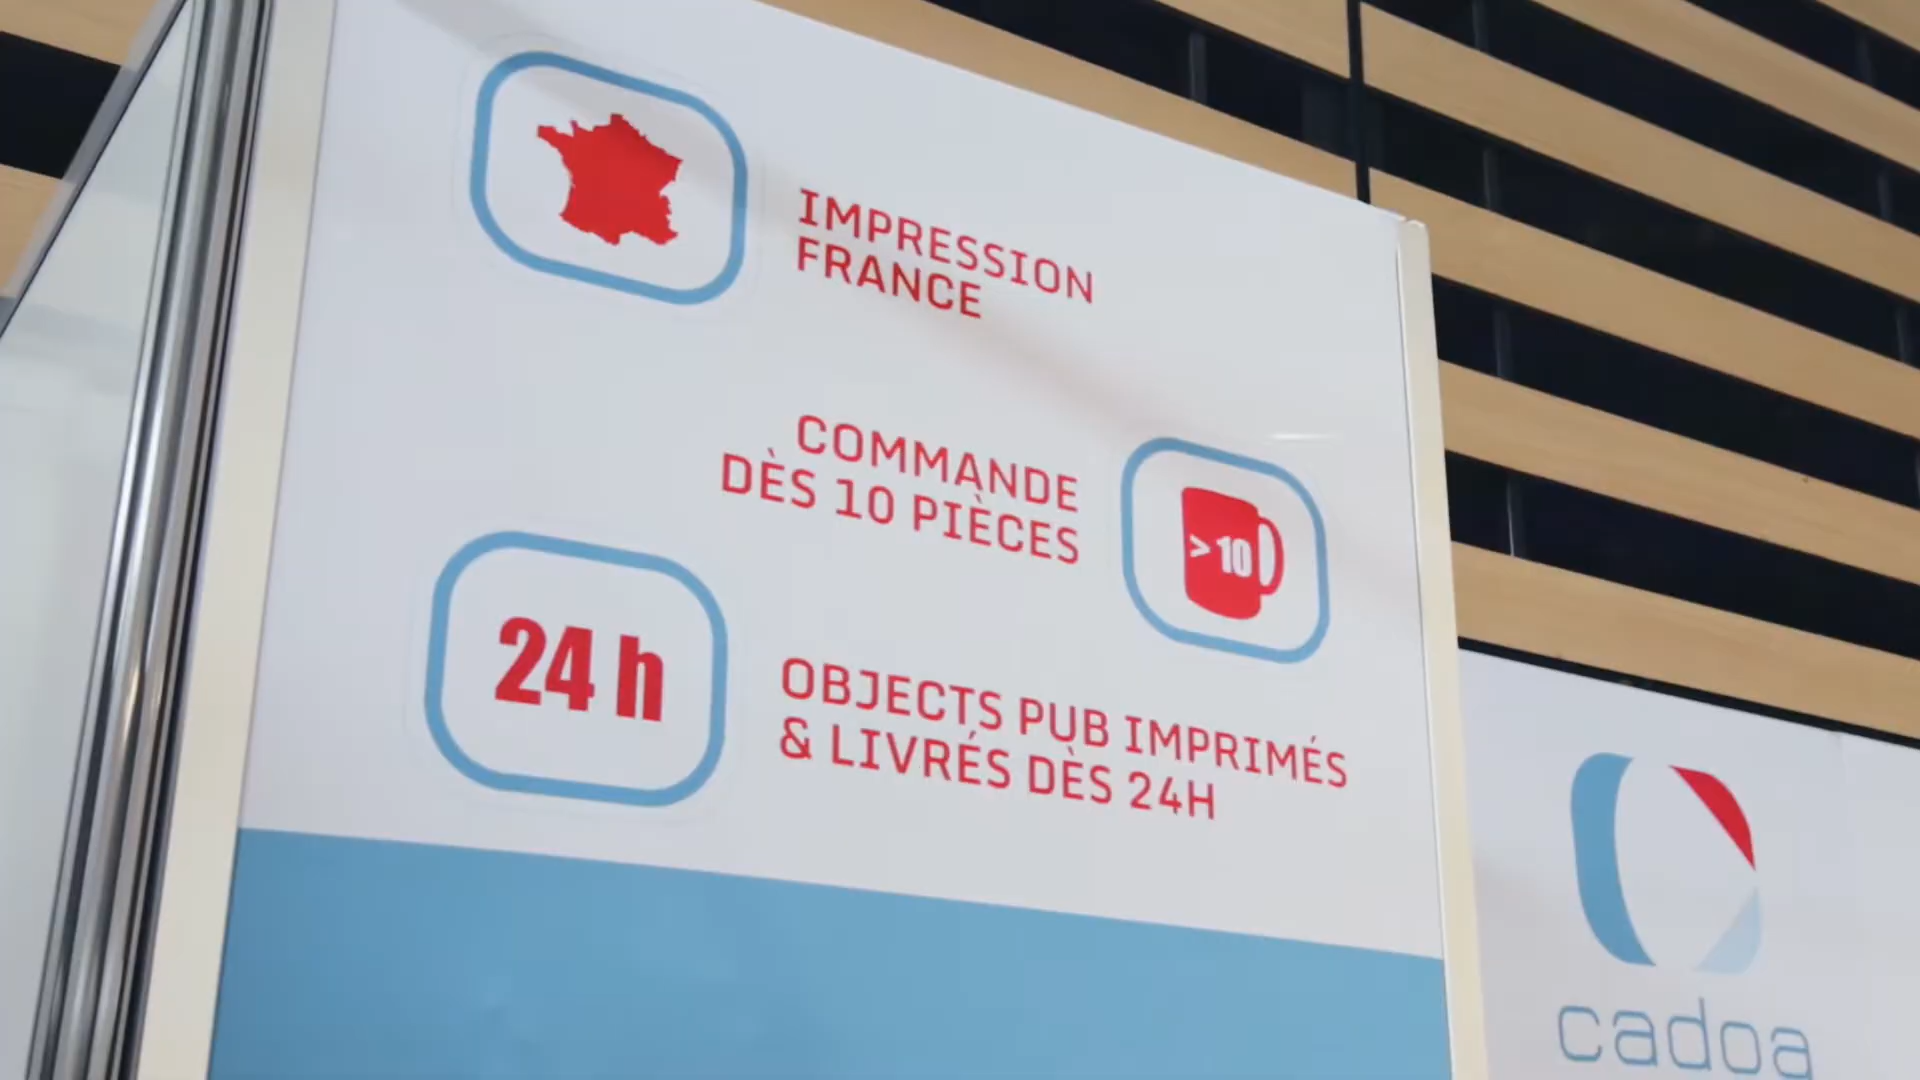 IMPRESSION
FRANCE
COMMANDE
DÈS 10 PIÈCES
> 10
24 h
OBJECTS PUB IMPRIMÉS
& LIVRÉS DÈS 24H
cadoa